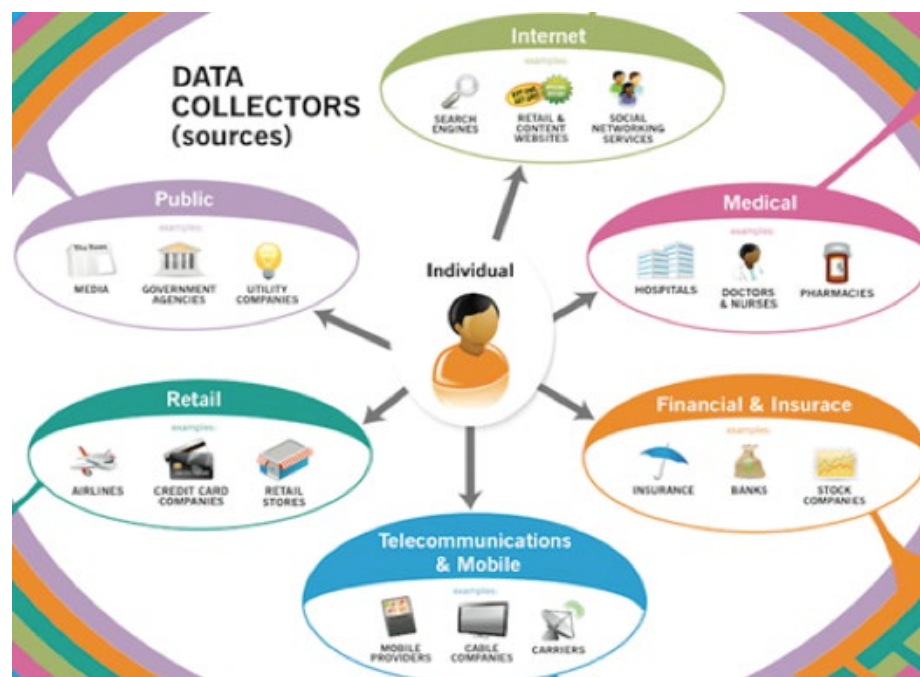 DATA
COLLECTORS
(sources)
Internet
examples:
SEARCH
ENGINES
RETAIL &
CONTENT
WEBSITES
SOCIAL
NETWORKING
SERVICES
Public
examples:
MEDIA
GOVERNMENT
AGENCIES
UTILITY
COMPANIES
Medical
examples:
HOSPITALS
DOCTORS
& NURSES
PHARMACIES
Individual
Retail
examples:
AIRLINES
CREDIT CARD
COMPANIES
RETAIL
STORES
Financial & Insurace
examples:
INSURANCE
BANKS
STOCK
COMPANIES
Telecommunications
& Mobile
examples:
MOBILE
PROVIDERS
CABLE
COMPANIES
CARRIERS